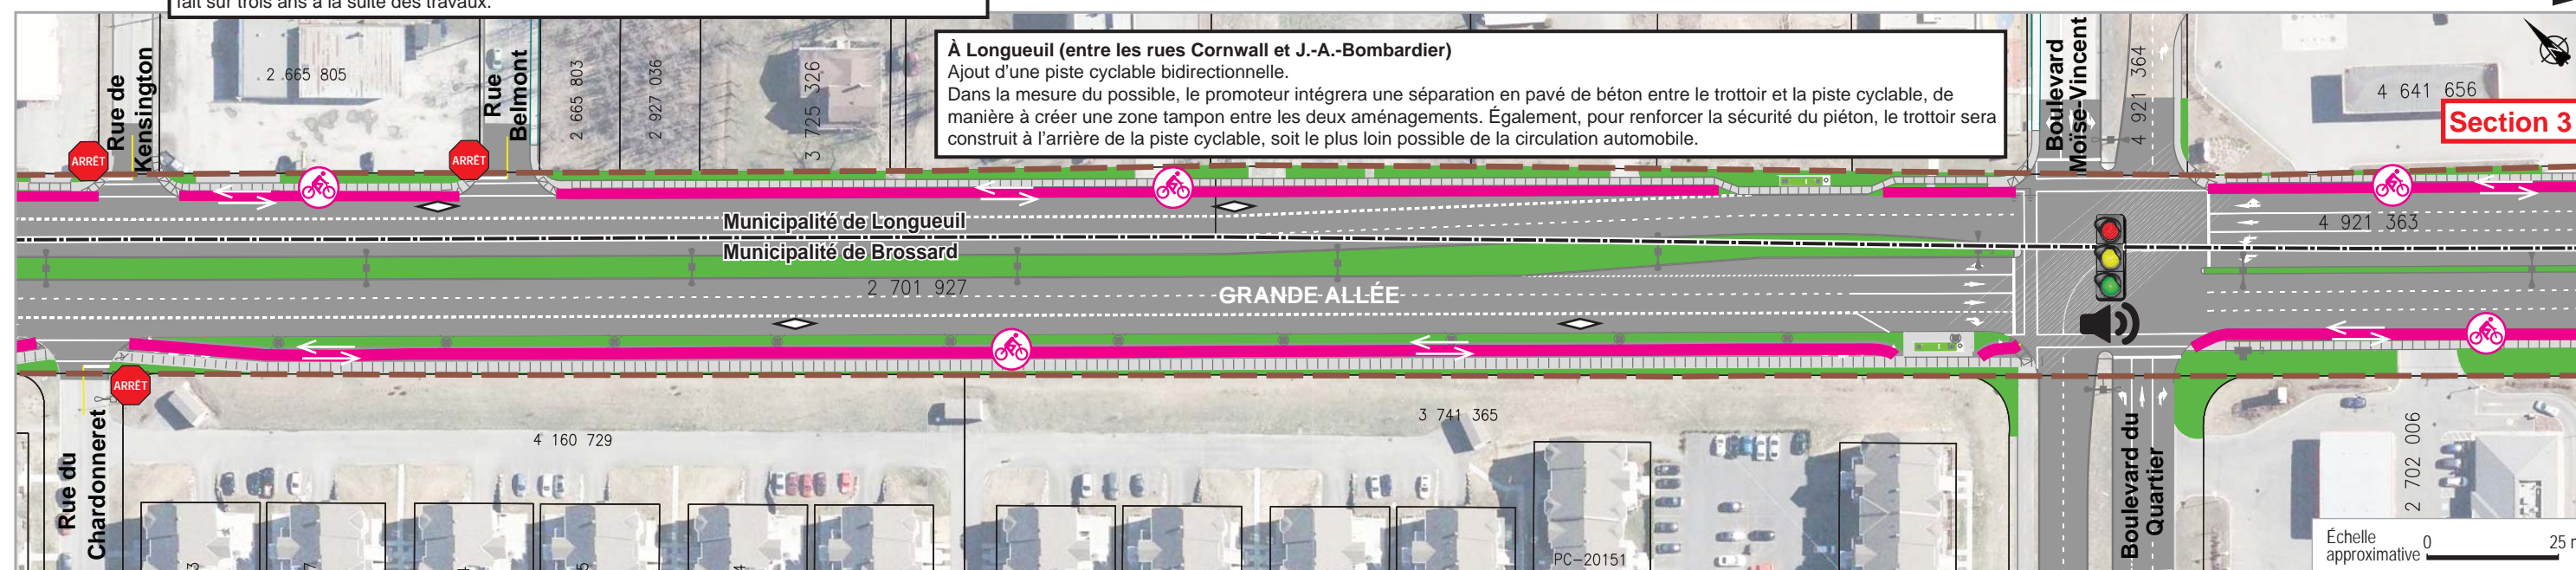 fait sur trois ans à la suite des travaux.
À Longueuil (entre les rues Cornwall et J.-A.-Bombardier)
Ajout d'une piste cyclable bidirectionnelle.
Dans la mesure du possible, le promoteur intégrera une séparation en pavé de béton entre le trottoir et la piste cyclable, de
manière à créer une zone tampon entre les deux aménagements. Également, pour renforcer la sécurité du piéton, le trottoir sera
construit à l'arrière de la piste cyclable, soit le plus loin possible de la circulation automobile.
Rue de
Kensington
2 665 805
Rue
Belmont
2 665 803
2 927 036
3 725 326
Boulevard
Moïse-Vincent
4 921 364
4 641 656
Section 3
ARRÊT
ARRÊT
Municipalité de Longueuil
Municipalité de Brossard
4 921 363
2 701 927
GRANDE ALLÉE
ARRÊT
Rue du
Chardonneret
4 160 729
3 741 365
PC-20151
Boulevard du
Quartier
2 702 006
Échelle
approximative
0
25 m